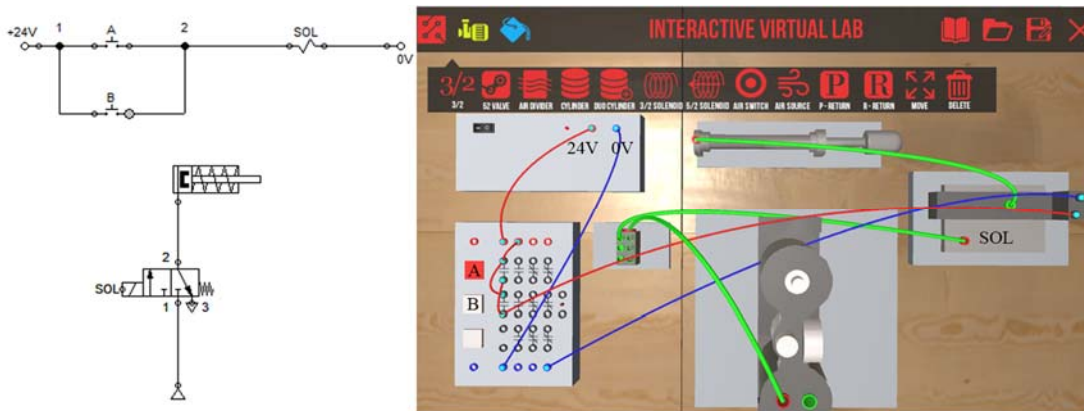 +24V
1
A
2
SOL
0V
B
2
SOL
1
3
INTERACTIVE VIRTUAL LAB
3/2
3/2
52 VALVE
AIR DIVIDER
CYLINDER
DUO CYLINDER
3/2 SOLENOID
5/2 SOLENOID
AIR SWITCH
AIR SOURCE
P
P-RETURN
R
R-RETURN
MOVE
DELETE
24V
0V
SOL
A
B